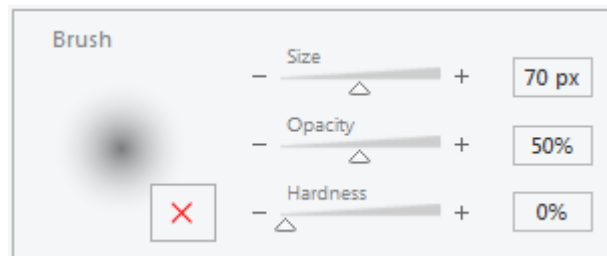 Brush
Size
- + 70 px
Opacity
- + 50%
Hardness
- + 0%